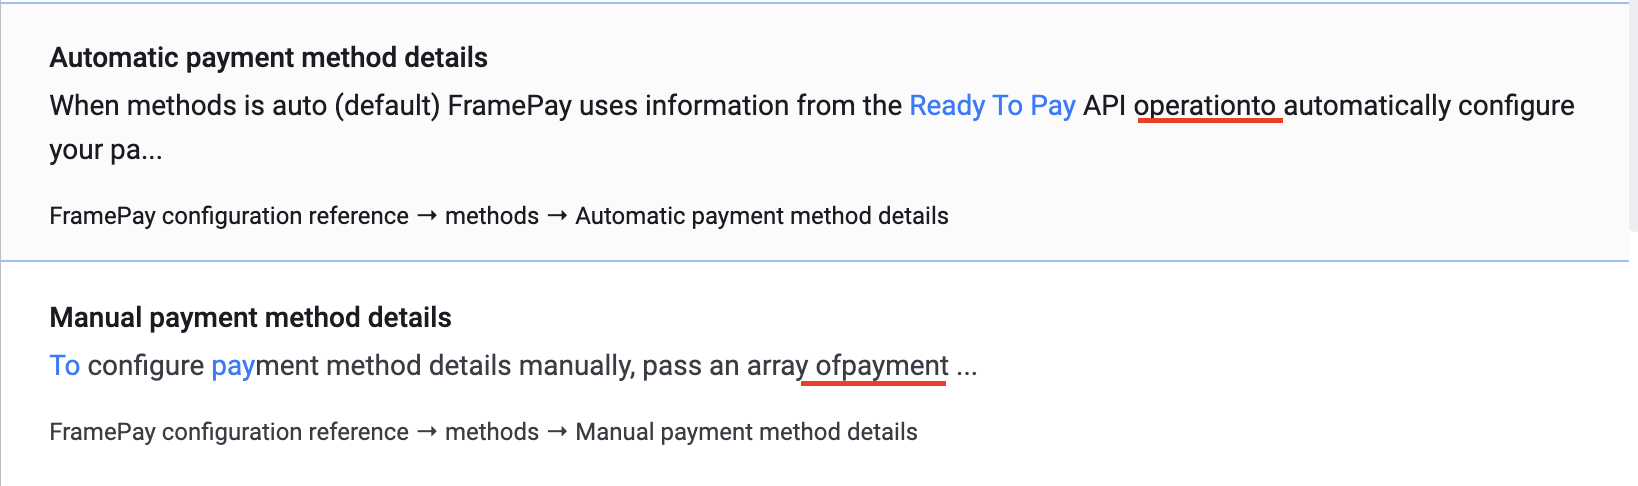 Automatic payment method details
When methods is auto (default) FramePay uses information from the Ready To Pay API operationto automatically configure
your pa...
FramePay configuration reference → methods → Automatic payment method details
Manual payment method details
To configure payment method details manually, pass an array ofpayment ...
FramePay configuration reference → methods → Manual payment method details